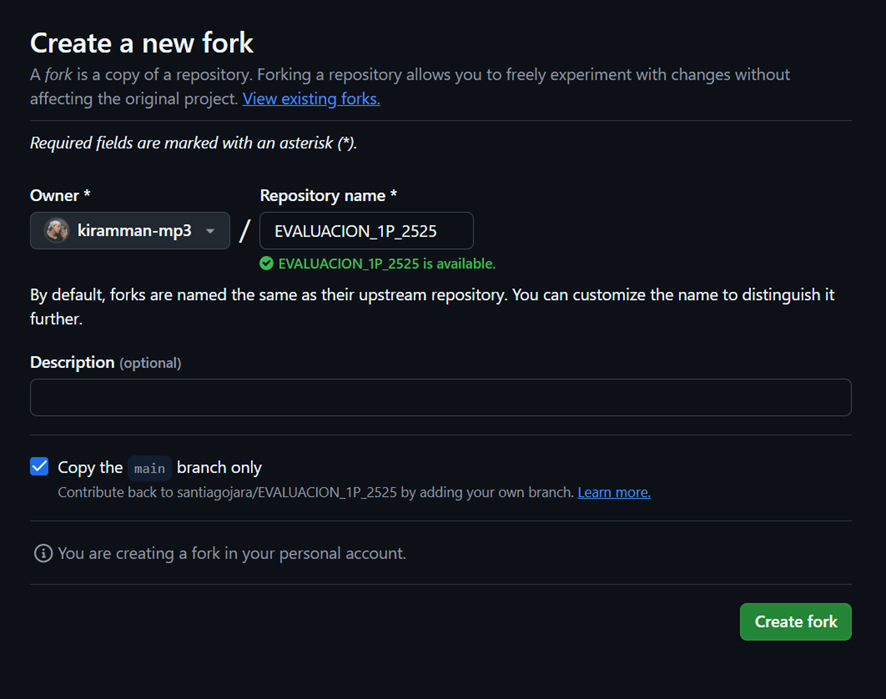 Create a new fork
A fork is a copy of a repository. Forking a repository allows you to freely experiment with changes without
affecting the original project. View existing forks.
Required fields are marked with an asterisk (*).
Owner *
Repository name *
kiramman-mp3
/
EVALUACION_1P_2525
EVALUACION_1P_2525 is available.
By default, forks are named the same as their upstream repository. You can customize the name to distinguish it
further.
Description (optional)
Copy the main branch only
Contribute back to santiagojara/EVALUACION_1P_2525 by adding your own branch. Learn more.
You are creating a fork in your personal account.
Create fork